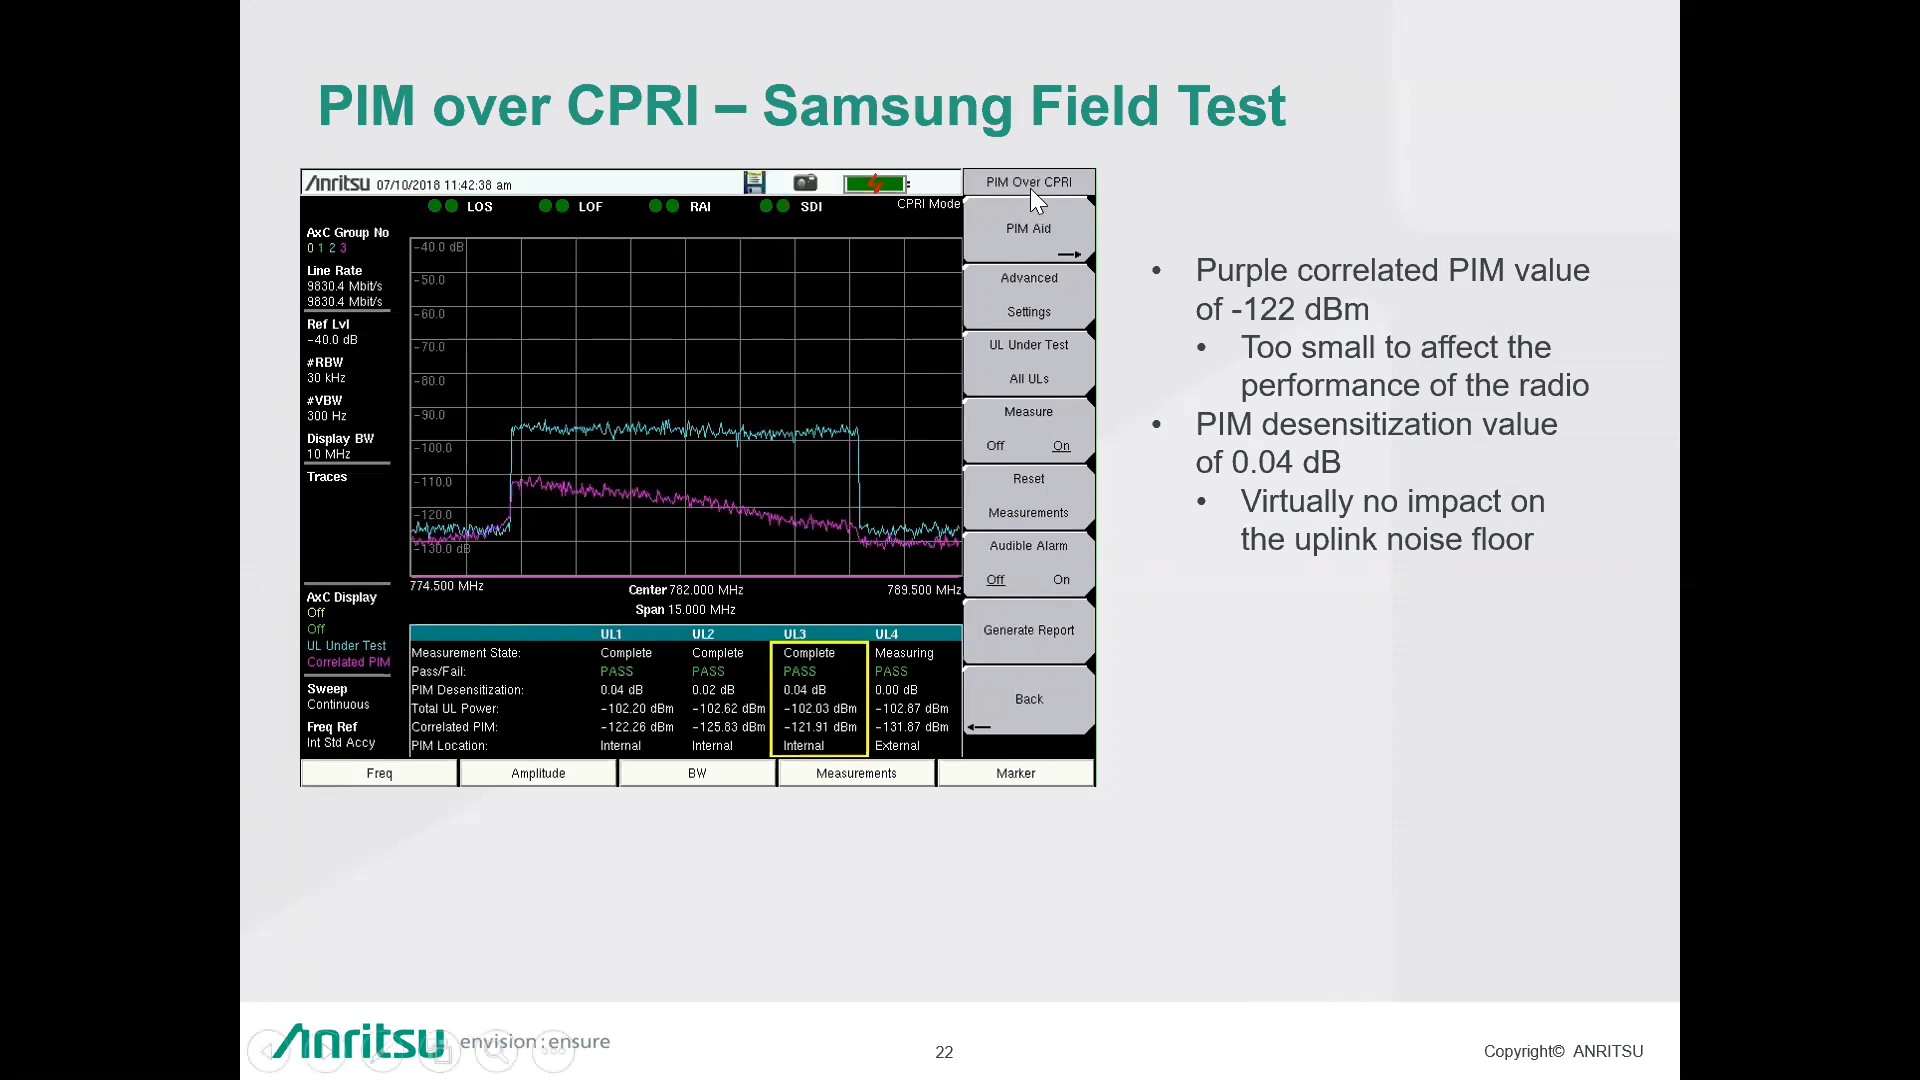 PIM over CPRI – Samsung Field Test
Anritsu 07/10/2018 11:42:38 am
PIM Over CPRI
LOS LOF RAI SDI CPRI Mode
AxC Group No
0 1 2 3
Line Rate
9830.4 Mbit/s
9830.4 Mbit/s
Ref Lvl
-40.0 dB
#RBW
30 kHz
#VBW
300 Hz
Display BW
10 MHz
Traces
AxC Display
Off
Off
UL Under Test
Correlated PIM
Sweep
Continuous
Freq Ref
Int Std Accy
-40.0 dB
-50.0
-60.0
-70.0
-80.0
-90.0
-100.0
-110.0
-120.0
-130.0 dB
774.500 MHz Center 782.000 MHz 789.500 MHz
Span 15.000 MHz
UL1 UL2 UL3 UL4
Measurement State: Complete Complete Complete Measuring
Pass/Fail: PASS PASS PASS PASS
PIM Desensitization: 0.04 dB 0.02 dB 0.04 dB 0.00 dB
Total UL Power: -102.20 dBm -102.62 dBm -102.03 dBm -102.87 dBm
Correlated PIM: -122.26 dBm -125.83 dBm -121.91 dBm -131.87 dBm
PIM Location: Internal Internal Internal External
PIM Aid
Advanced
Settings
UL Under Test
All ULs
Measure
Off On
Reset
Measurements
Audible Alarm
Off On
Generate Report
Back
Freq Amplitude BW Measurements Marker
• Purple correlated PIM value
of -122 dBm
• Too small to affect the
performance of the radio
• PIM desensitization value
of 0.04 dB
• Virtually no impact on
the uplink noise floor
Anritsu envision : ensure
22
Copyright© ANRITSU